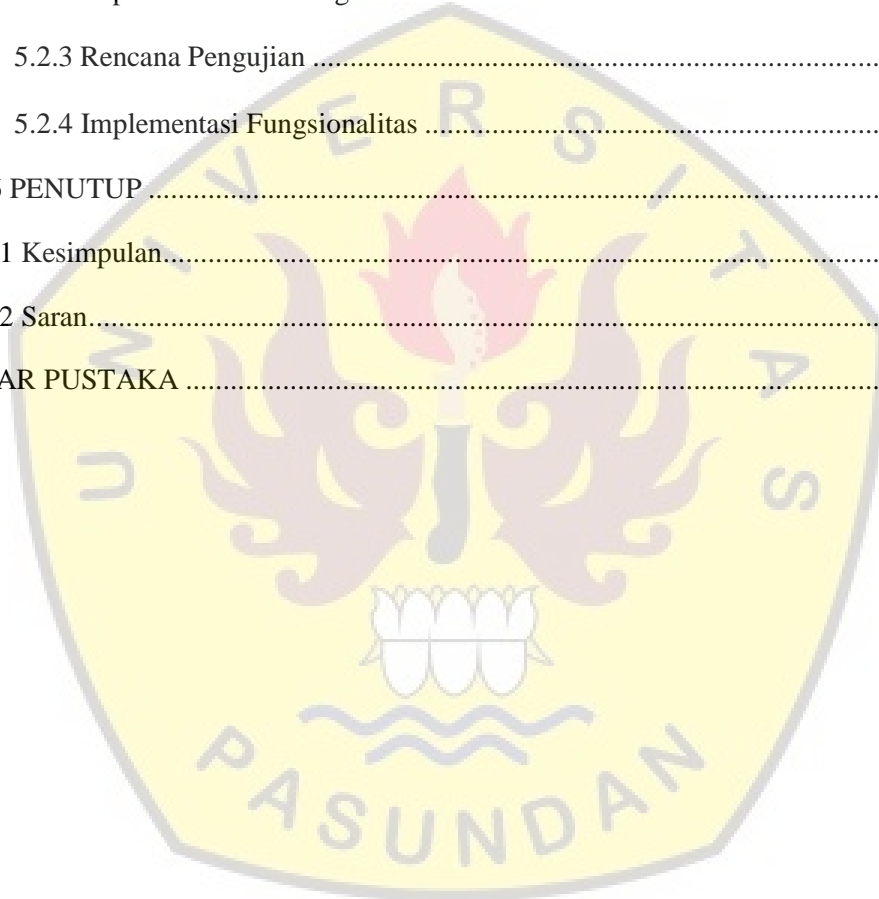 5.2.3 Rencana Pengujian ........................................................................
5.2.4 Implementasi Fungsionalitas ........................................................................
PENUTUP ........................................................................
1 Kesimpulan........................................................................
2 Saran........................................................................
AR PUSTAKA ........................................................................
UNIVERSITAS
PASUNDAN